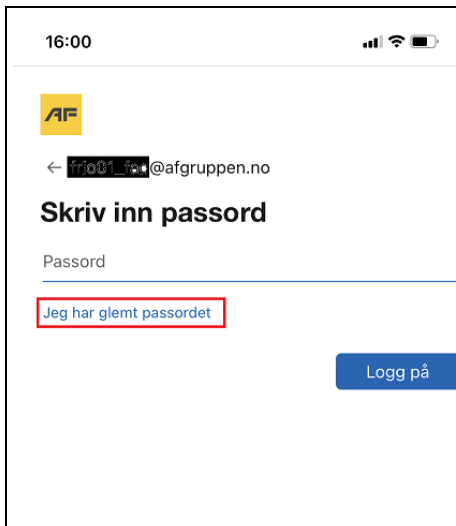 16:00
AF
← @afgruppen.no
Skriv inn passord
Passord
Jeg har glemt passordet
Logg på